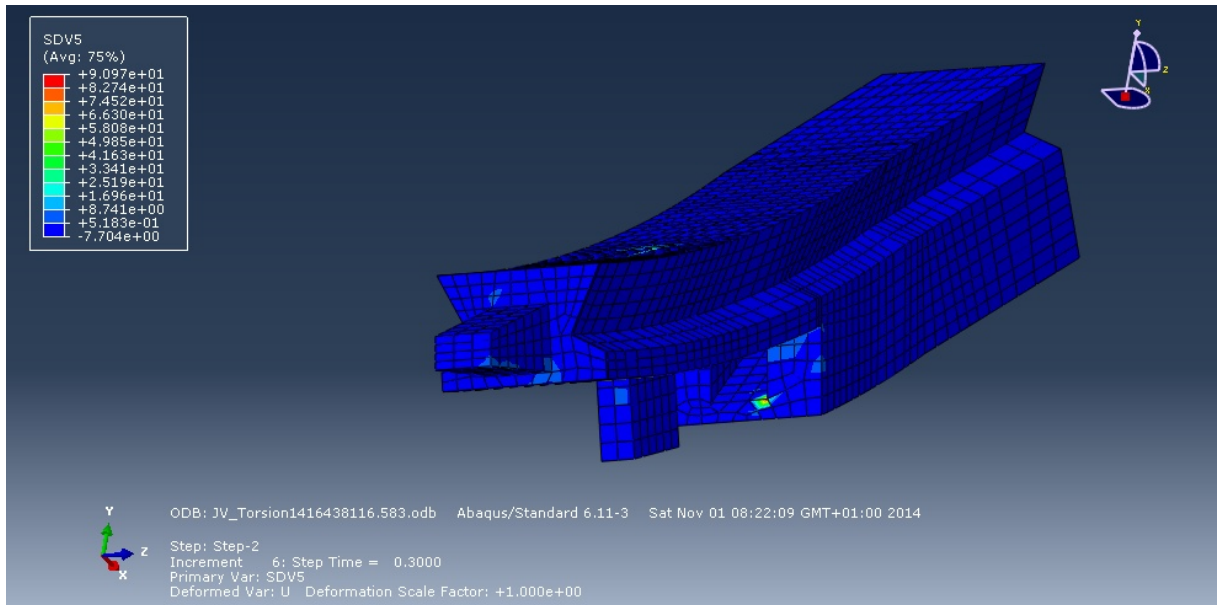 SDV5
(Avg: 75%)
+9.097e+01
+8.274e+01
+7.452e+01
+6.630e+01
+5.808e+01
+4.985e+01
+4.163e+01
+3.341e+01
+2.519e+01
+1.696e+01
+8.741e+00
+5.183e-01
-7.704e+00
Y
Z
X
Y
Z
X
ODB: JV_Torsion1416438116.583.odb Abaqus/Standard 6.11-3 Sat Nov 01 08:22:09 GMT+01:00 2014
Step: Step-2
Increment 6: Step Time = 0.3000
Primary Var: SDV5
Deformed Var: U Deformation Scale Factor: +1.000e+00